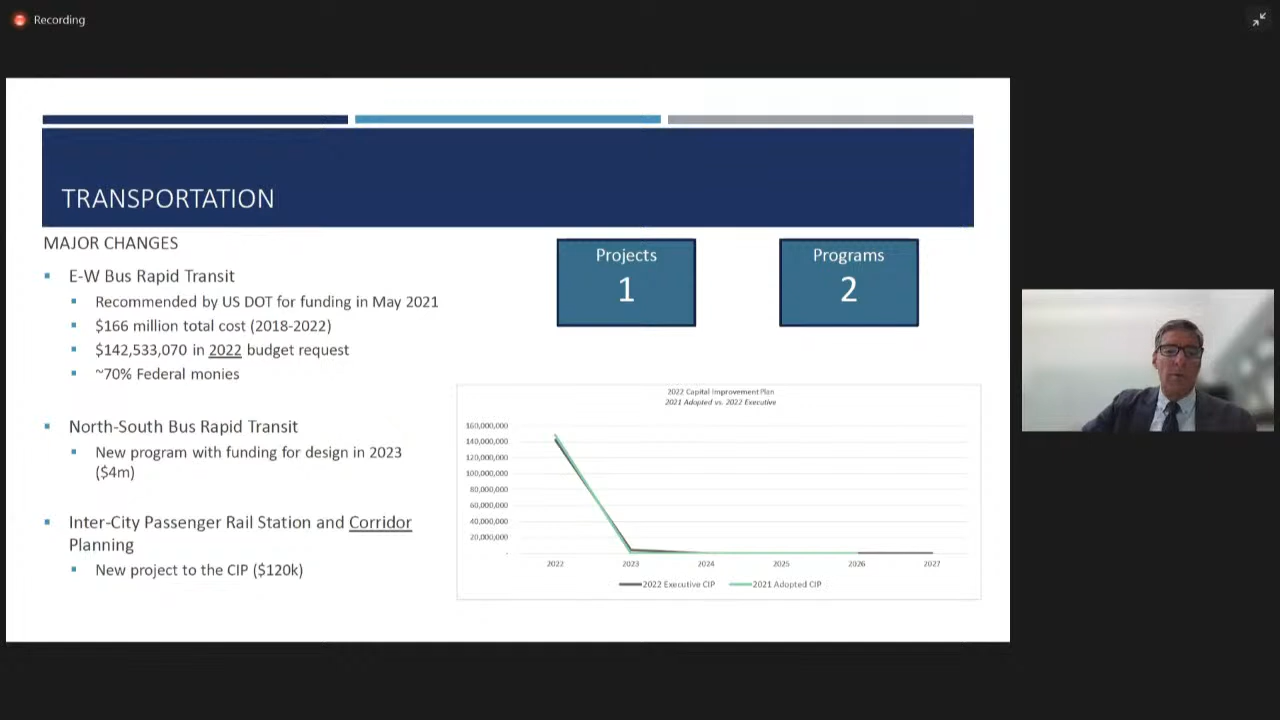 Recording
TRANSPORTATION
MAJOR CHANGES
E-W Bus Rapid Transit
Recommended by US DOT for funding in May 2021
$166 million total cost (2018-2022)
$142,533,070 in 2022 budget request
~70% Federal monies
North-South Bus Rapid Transit
New program with funding for design in 2023
($4m)
Inter-City Passenger Rail Station and Corridor
Planning
New project to the CIP ($120k)
Projects
1
Programs
2
2022 Capital Improvement Plan
2021 Adopted vs. 2022 Executive
160,000,000
140,000,000
120,000,000
100,000,000
80,000,000
60,000,000
40,000,000
20,000,000
-
2022 2023 2024 2025 2026 2027
2022 Executive CIP 2021 Adopted CIP